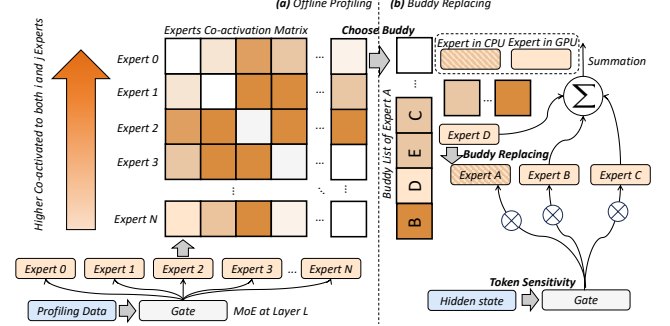 (a) Offline Profiling
(b) Buddy Replacing
Experts Co-activation Matrix
Choose Buddy
Higher Co-activated to both i and j Experts
Expert 0
Expert 1
Expert 2
Expert 3
Expert N
...
...
...
...
...
...
...
Expert 0
Expert 1
Expert 2
Expert 3
...
Expert N
Profiling Data
Gate
MoE at Layer L
Expert in CPU
Expert in GPU
Summation
...
Σ
Buddy List of Expert A
C
E
D
B
Expert D
Buddy Replacing
Expert A
Expert B
Expert C
Token Sensitivity
Hidden state
Gate